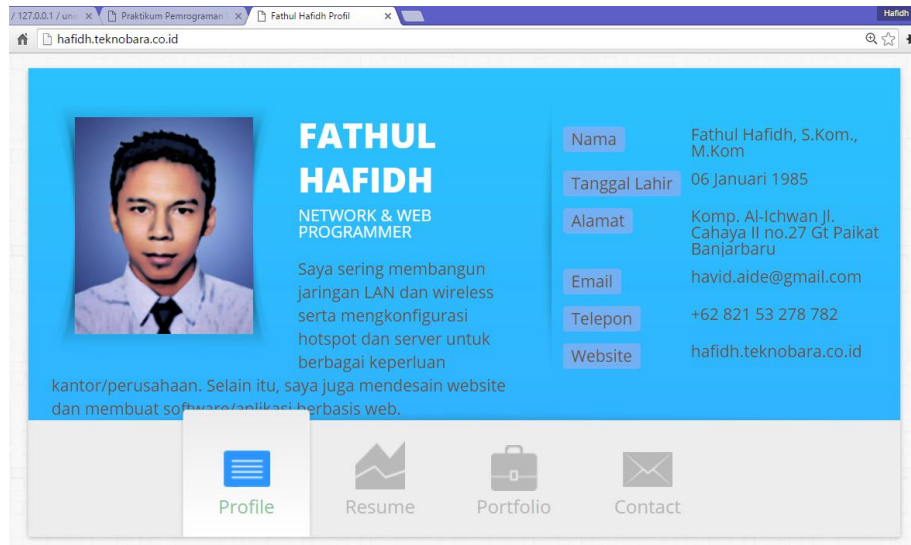 / 127.0.0.1 / un
Praktikum Pemrograman
Fathul Hafidh Profil
Hafidh
hafidh.teknobara.co.id
FATHUL
HAFIDH
NETWORK & WEB
PROGRAMMER
Saya sering membangun
jaringan LAN dan wireless
serta mengkonfigurasi
hotspot dan server untuk
berbagai keperluan
kantor/perusahaan. Selain itu, saya juga mendesain website
dan membuat software/aplikasi berbasis web.
Nama Fathul Hafidh, S.Kom.,
M.Kom
Tanggal Lahir 06 Januari 1985
Alamat Komp. Al-Ichwan Jl.
Cahaya II no.27 Gt Paikat
Banjarbaru
Email havid.aide@gmail.com
Telepon +62 821 53 278 782
Website hafidh.teknobara.co.id
Profile
Resume
Portfolio
Contact